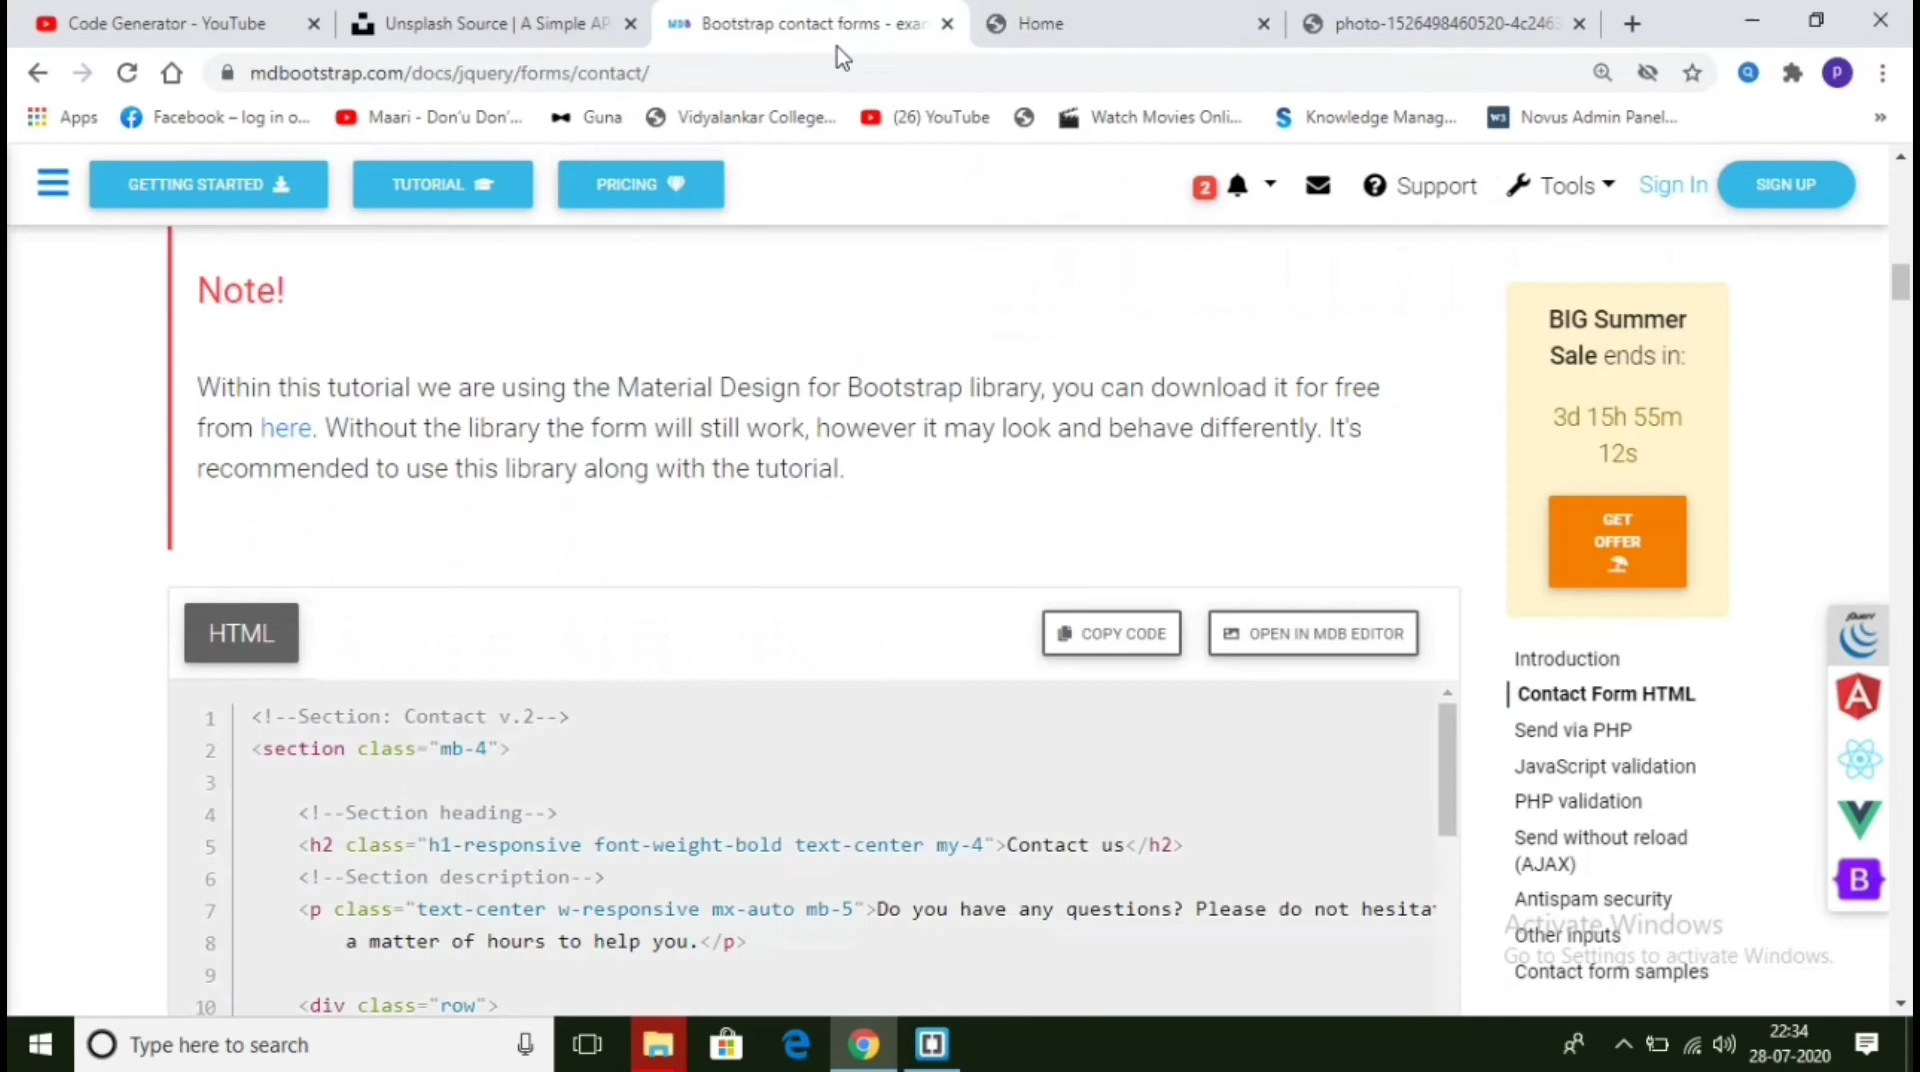 Code Generator - YouTube
Unsplash Source | A Simple AP
MDB Bootstrap contact forms - exa
Home
photo-1526498460520-4c246
mdbootstrap.com/docs/jquery/forms/contact/
P
Apps
Facebook – log in o...
Maari - Don'u Don'...
Guna
Vidyalankar College...
(26) YouTube
Watch Movies Onli...
Knowledge Manag...
W3 Novus Admin Panel...
»
GETTING STARTED
TUTORIAL
PRICING
2
Support
Tools
Sign In
SIGN UP
Note!
Within this tutorial we are using the Material Design for Bootstrap library, you can download it for free
from here. Without the library the form will still work, however it may look and behave differently. It's
recommended to use this library along with the tutorial.
BIG Summer
Sale ends in:
3d 15h 55m
12s
GET
OFFER
HTML
COPY CODE
OPEN IN MDB EDITOR
1 <!--Section: Contact v.2-->
2 <section class="mb-4">
3
4 <!--Section heading-->
5 <h2 class="h1-responsive font-weight-bold text-center my-4">Contact us</h2>
6 <!--Section description-->
7 <p class="text-center w-responsive mx-auto mb-5">Do you have any questions? Please do not hesita
8 a matter of hours to help you.</p>
9
10 <div class="row">
Introduction
Contact Form HTML
Send via PHP
JavaScript validation
PHP validation
Send without reload
(AJAX)
Antispam security
Other inputs
Contact form samples
jQuery
A
B
Activate Windows
Go to Settings to activate Windows.
Type here to search
22:34
28-07-2020